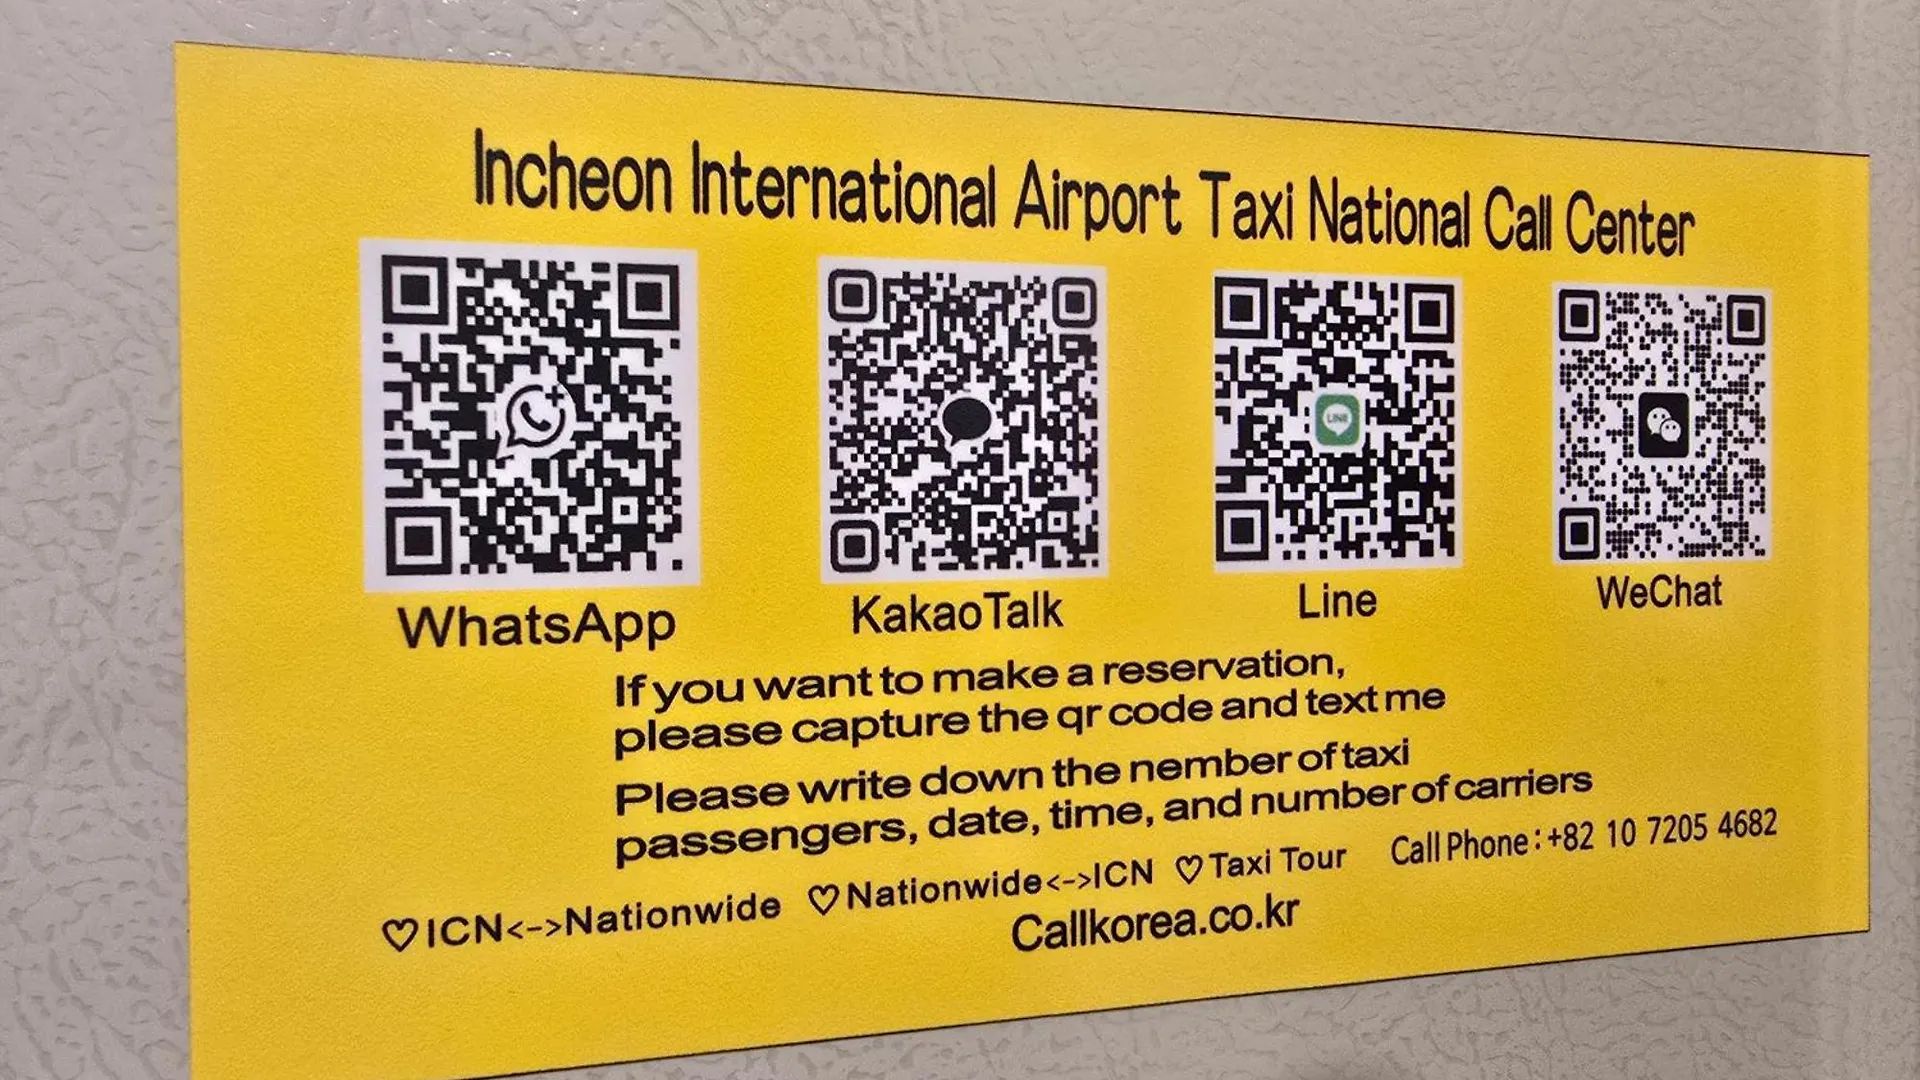 Incheon International Airport Taxi National Call Center
LINE
WhatsApp
KakaoTalk
Line
WeChat
If you want to make a reservation,
please capture the qr code and text me
Please write down the nember of taxi
passengers, date, time, and number of carriers
Call Phone:+82 10 7205 4682
♡ICN<->Nationwide ♡Nationwide<->ICN ♡Taxi Tour
Callkorea.co.kr